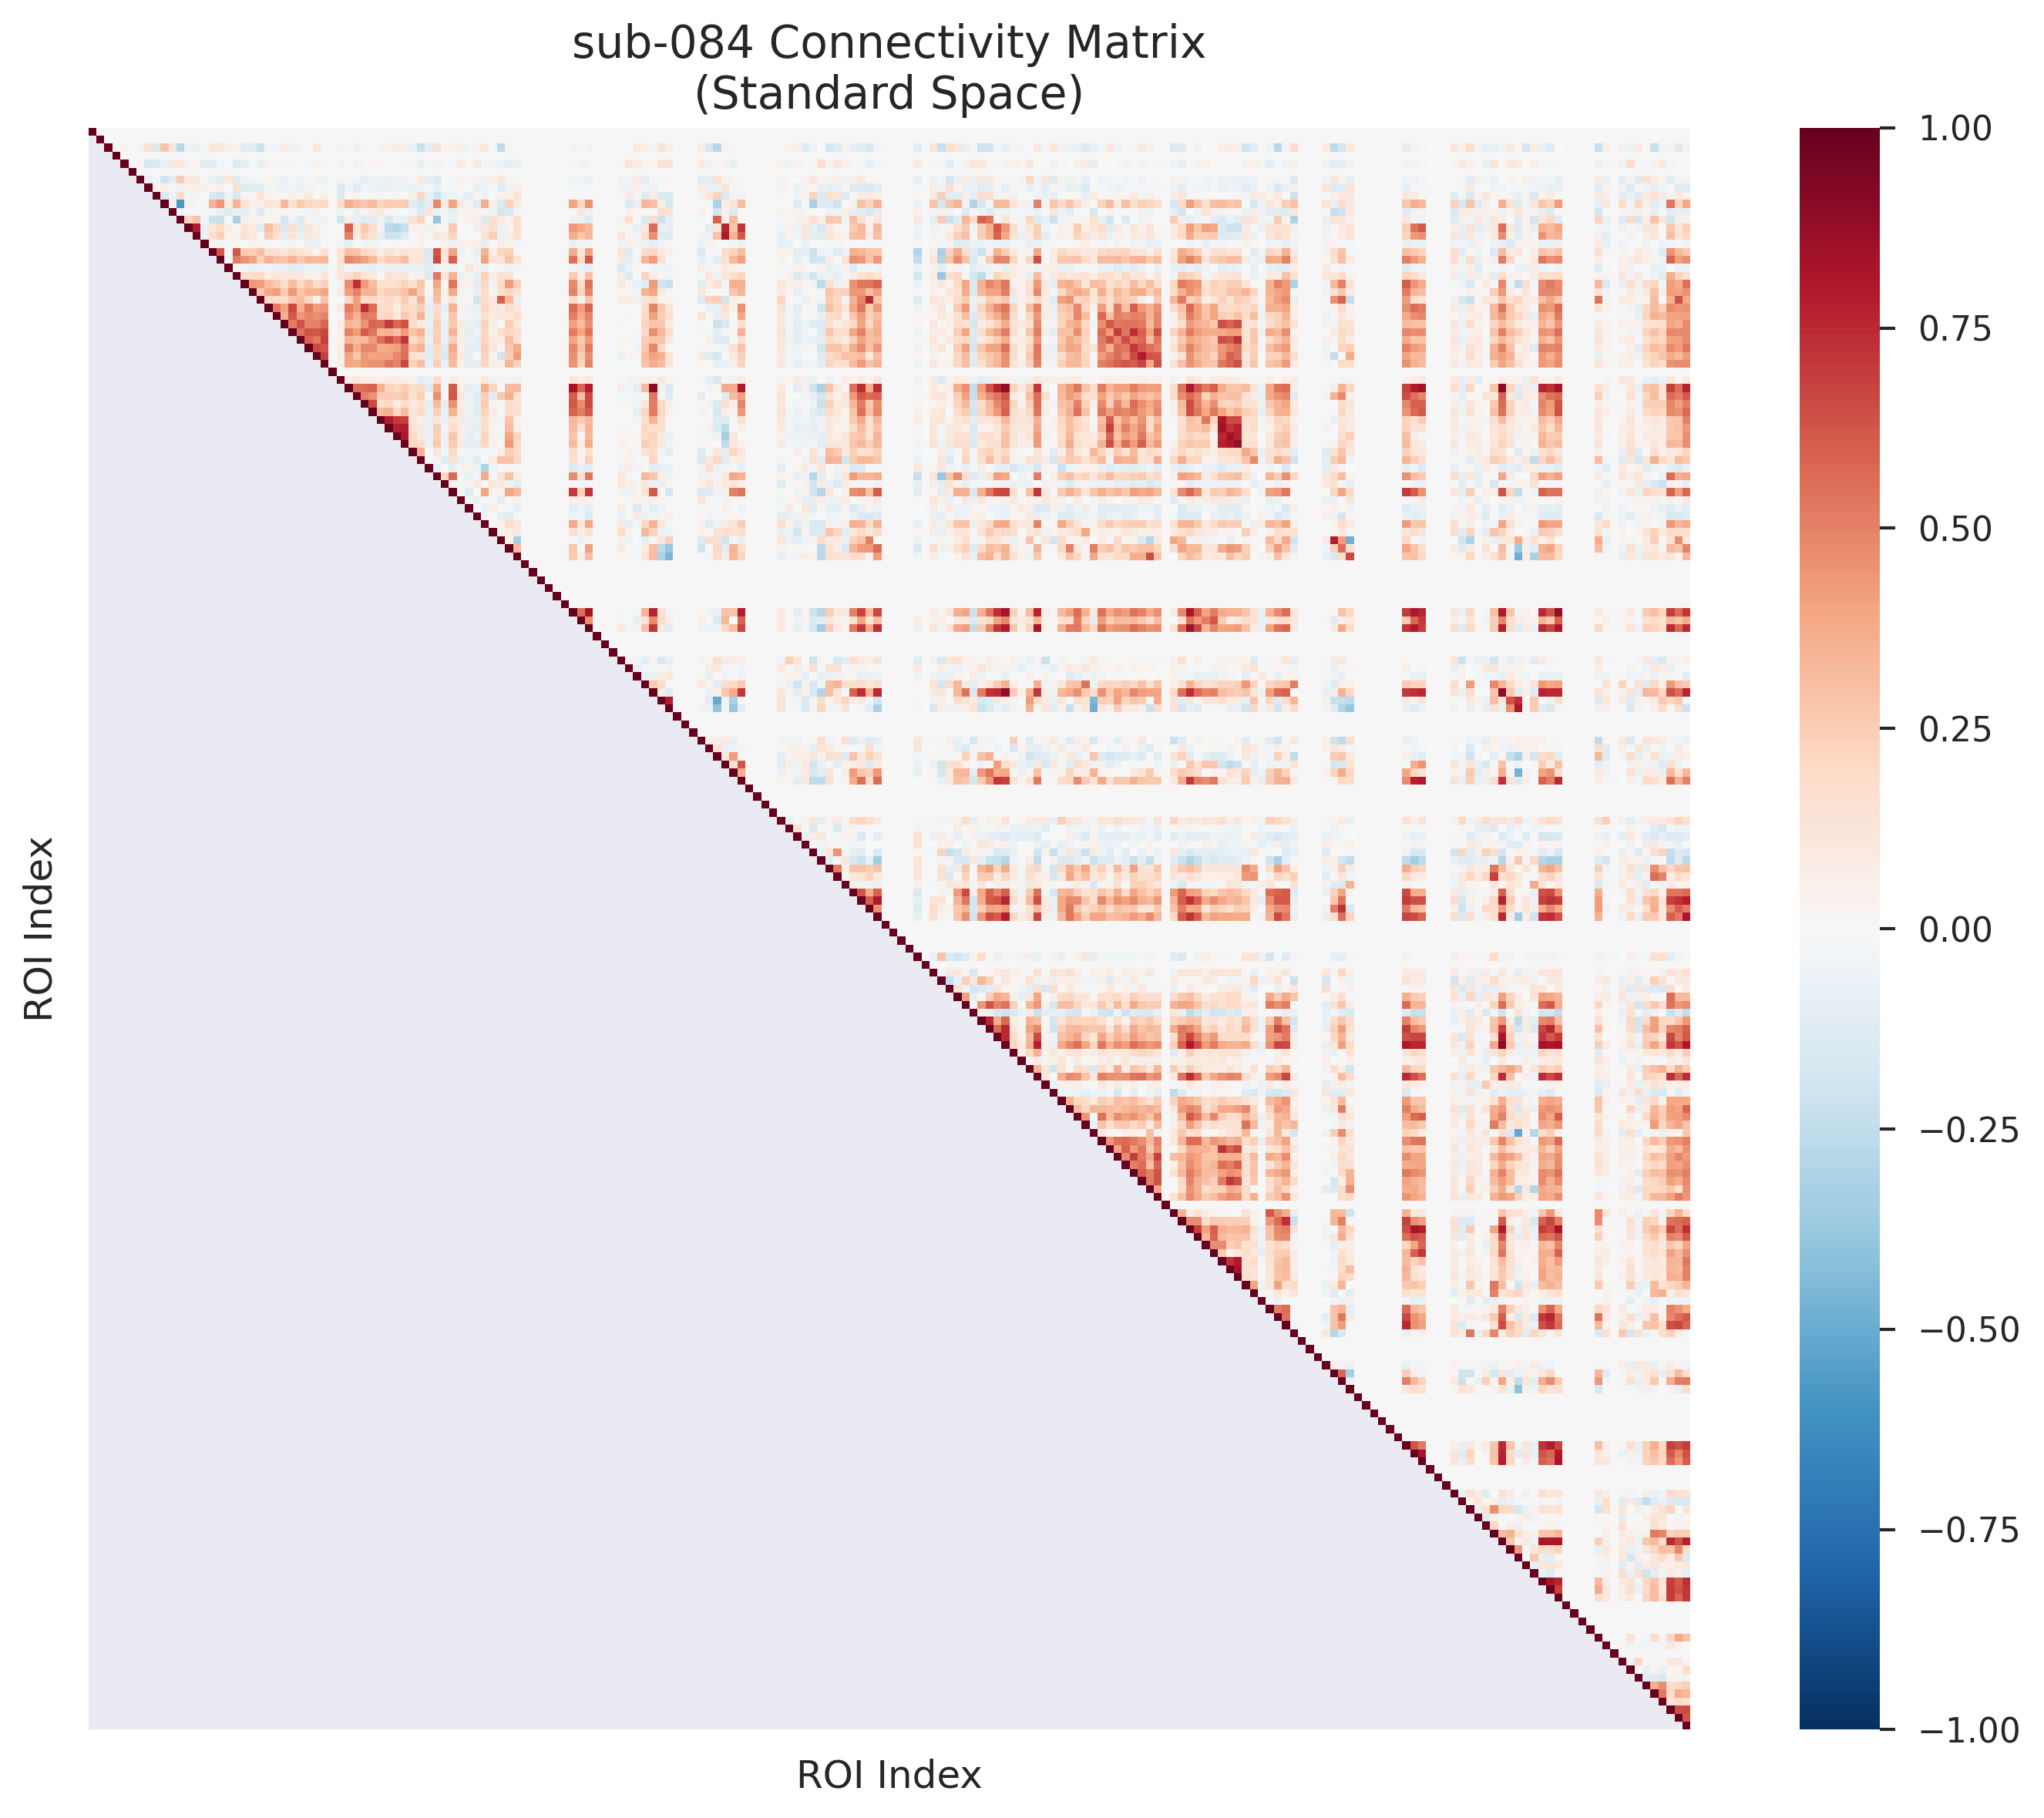 sub-084 Connectivity Matrix
(Standard Space)
ROI Index
ROI Index
1.00
0.75
0.50
0.25
0.00
−0.25
−0.50
−0.75
−1.00